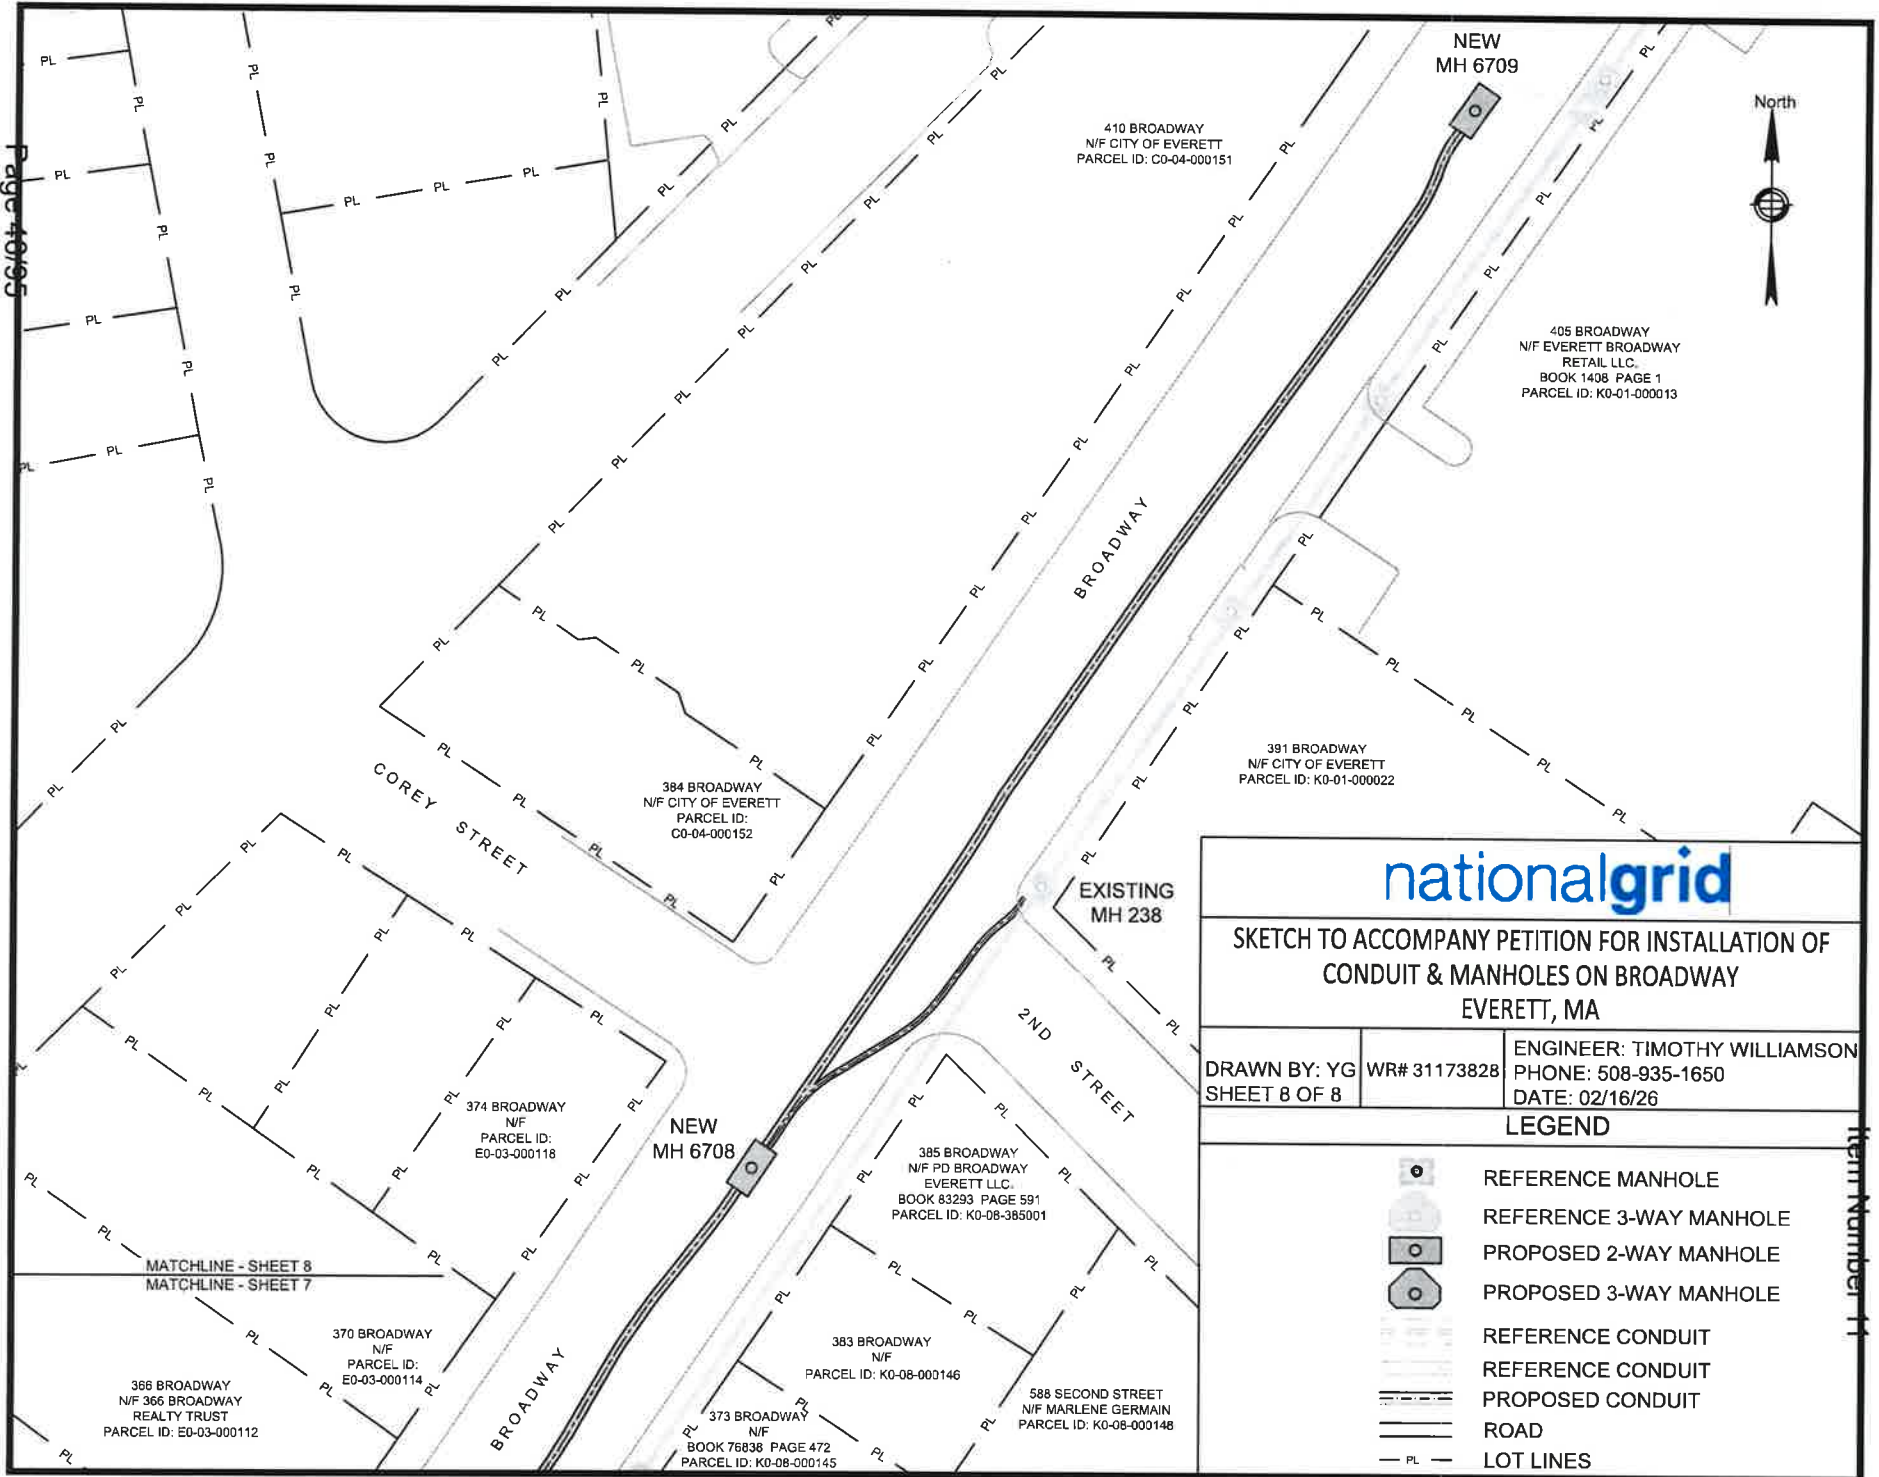 Page 40/95
NEW
MH 6709
North
410 BROADWAY
N/F CITY OF EVERETT
PARCEL ID: C0-04-000151
405 BROADWAY
N/F EVERETT BROADWAY
RETAIL LLC.
BOOK 1408 PAGE 1
PARCEL ID: K0-01-000013
BROADWAY
391 BROADWAY
N/F CITY OF EVERETT
PARCEL ID: K0-01-000022
384 BROADWAY
N/F CITY OF EVERETT
PARCEL ID:
C0-04-000152
COREY STREET
EXISTING
MH 238
2ND STREET
374 BROADWAY
N/F
PARCEL ID:
E0-03-000118
NEW
MH 6708
385 BROADWAY
N/F PD BROADWAY
EVERETT LLC.
BOOK 83293 PAGE 591
PARCEL ID: K0-08-385001
MATCHLINE - SHEET 8
MATCHLINE - SHEET 7
370 BROADWAY
N/F
PARCEL ID:
E0-03-000114
366 BROADWAY
N/F 366 BROADWAY
REALTY TRUST
PARCEL ID: E0-03-000112
BROADWAY
383 BROADWAY
N/F
PARCEL ID: K0-08-000146
373 BROADWAY
N/F
BOOK 76838 PAGE 472
PARCEL ID: K0-08-000145
588 SECOND STREET
N/F MARLENE GERMAIN
PARCEL ID: K0-08-000148
nationalgrid
SKETCH TO ACCOMPANY PETITION FOR INSTALLATION OF
CONDUIT & MANHOLES ON BROADWAY
EVERETT, MA
DRAWN BY: YG
SHEET 8 OF 8
WR# 31173828
ENGINEER: TIMOTHY WILLIAMSON
PHONE: 508-935-1650
DATE: 02/16/26
LEGEND
REFERENCE MANHOLE
REFERENCE 3-WAY MANHOLE
PROPOSED 2-WAY MANHOLE
PROPOSED 3-WAY MANHOLE
REFERENCE CONDUIT
REFERENCE CONDUIT
PROPOSED CONDUIT
ROAD
PL LOT LINES
Item Number 11